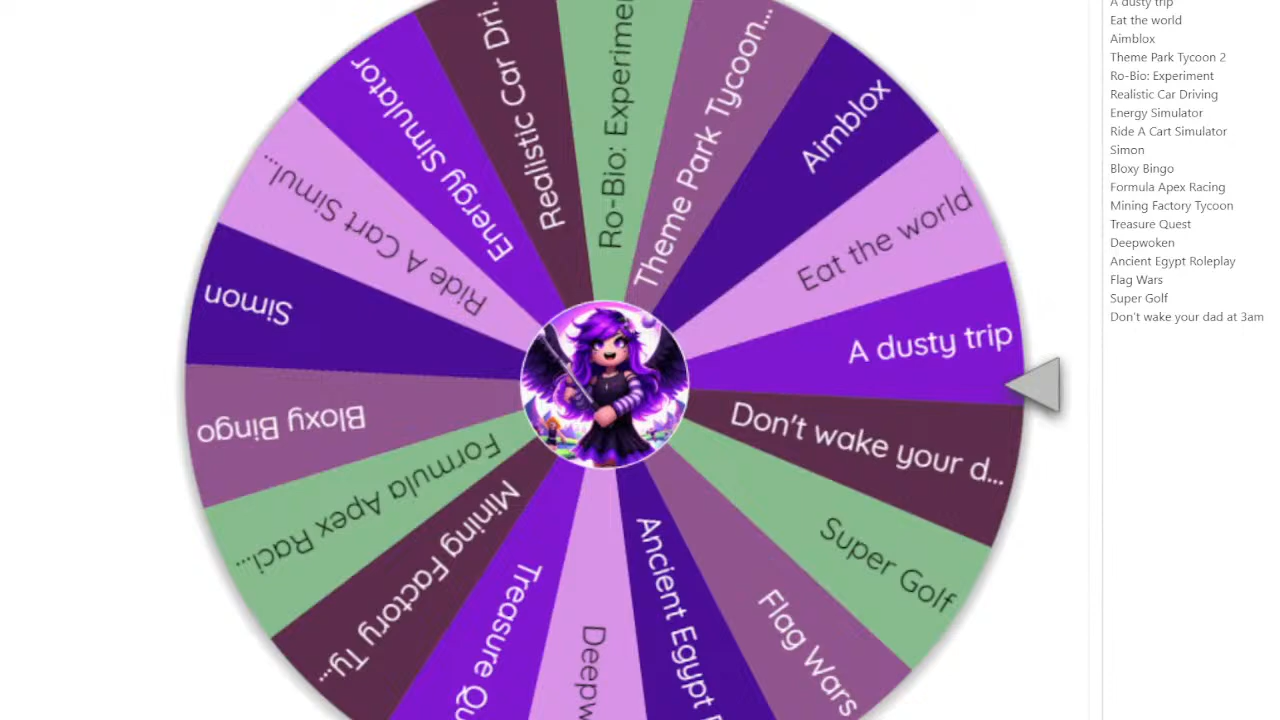 Realistic Car Dri...
Ro-Bio: Experimen
Theme Park Tycoon...
Aimblox
Eat the world
A dusty trip
Don't wake your d...
Super Golf
Flag Wars
Ancient Egypt
Deepw
Treasure Qu
Mining Factory Ty...
Formula Apex Raci...
Bloxy Bingo
Simon
Ride A Cart Simul...
Energy Simulator
A dusty trip
Eat the world
Aimblox
Theme Park Tycoon 2
Ro-Bio: Experiment
Realistic Car Driving
Energy Simulator
Ride A Cart Simulator
Simon
Bloxy Bingo
Formula Apex Racing
Mining Factory Tycoon
Treasure Quest
Deepwoken
Ancient Egypt Roleplay
Flag Wars
Super Golf
Don't wake your dad at 3am